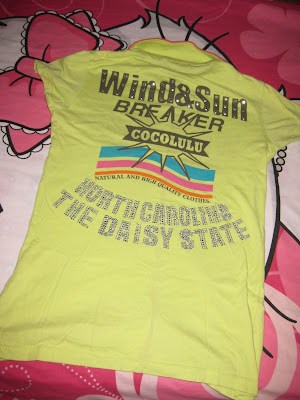 Wind&Sun
BREAKER
COCOLULU
NATURAL AND HIGH QUALITY CLOTHES
NORTH CAROLINA
THE DAISY STATE